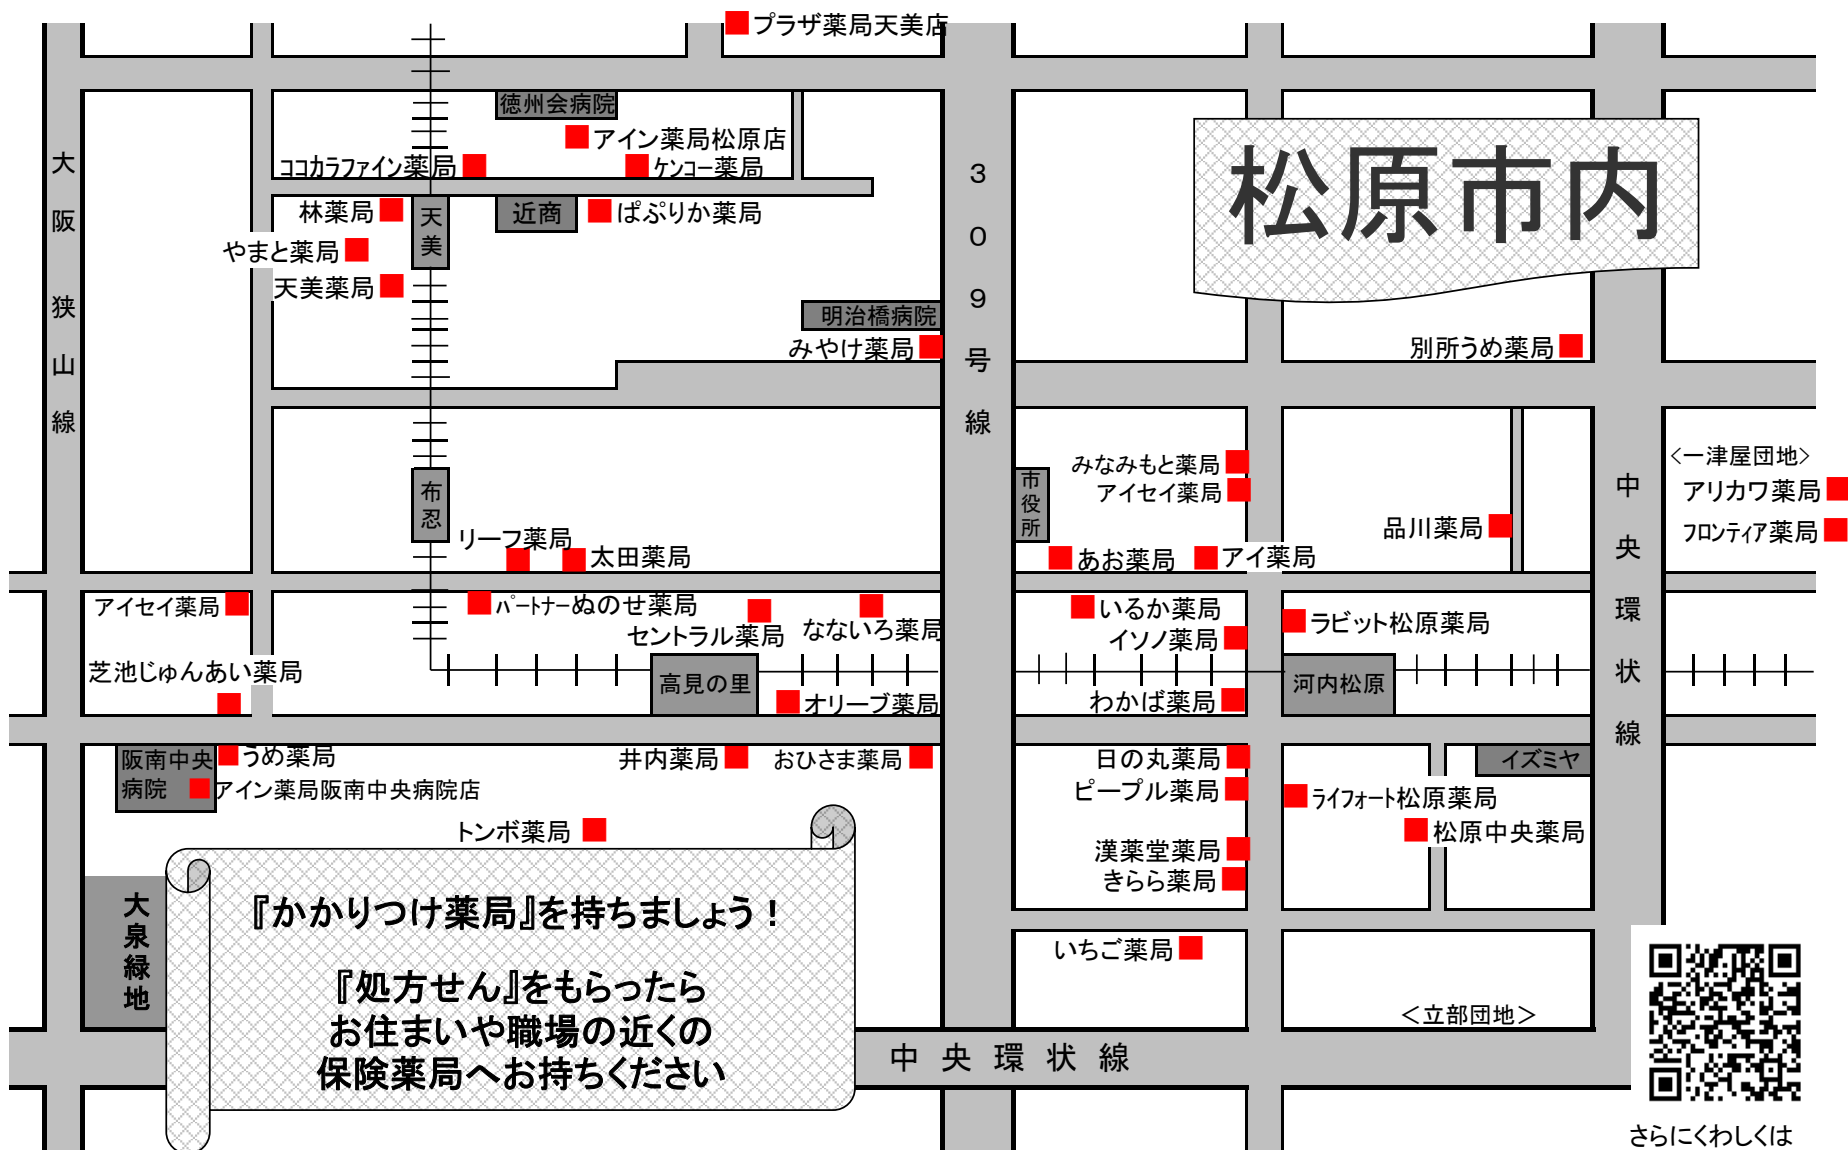 プラザ薬局天美店
徳州会病院
アイン薬局松原店
ココカラファイン薬局
ケンコー薬局
大阪狭山線
309号線
松原市内
林薬局
天美
近商
ぱぷりか薬局
やまと薬局
天美薬局
明治橋病院
みやけ薬局
別所うめ薬局
みなみもと薬局
アイセイ薬局
市役所
布忍
リーフ薬局
太田薬局
品川薬局
中央環状線
<一津屋団地>
アリカワ薬局
フロンティア薬局
あお薬局
アイ薬局
アイセイ薬局
パートナーぬのせ薬局
セントラル薬局
なないろ薬局
いるか薬局
イソノ薬局
ラビット松原薬局
芝池じゅんあい薬局
高見の里
オリーブ薬局
わかば薬局
河内松原
阪南中央
病院
うめ薬局
アイン薬局阪南中央病院店
井内薬局
おひさま薬局
日の丸薬局
ピープル薬局
イズミヤ
ライフォート松原薬局
松原中央薬局
トンボ薬局
漢薬堂薬局
きらら薬局
大泉緑地
『かかりつけ薬局』を持ちましょう!
『処方せん』をもらったら
お住まいや職場の近くの
保険薬局へお持ちください
いちご薬局
<立部団地>
中央環状線
さらにくわしくは